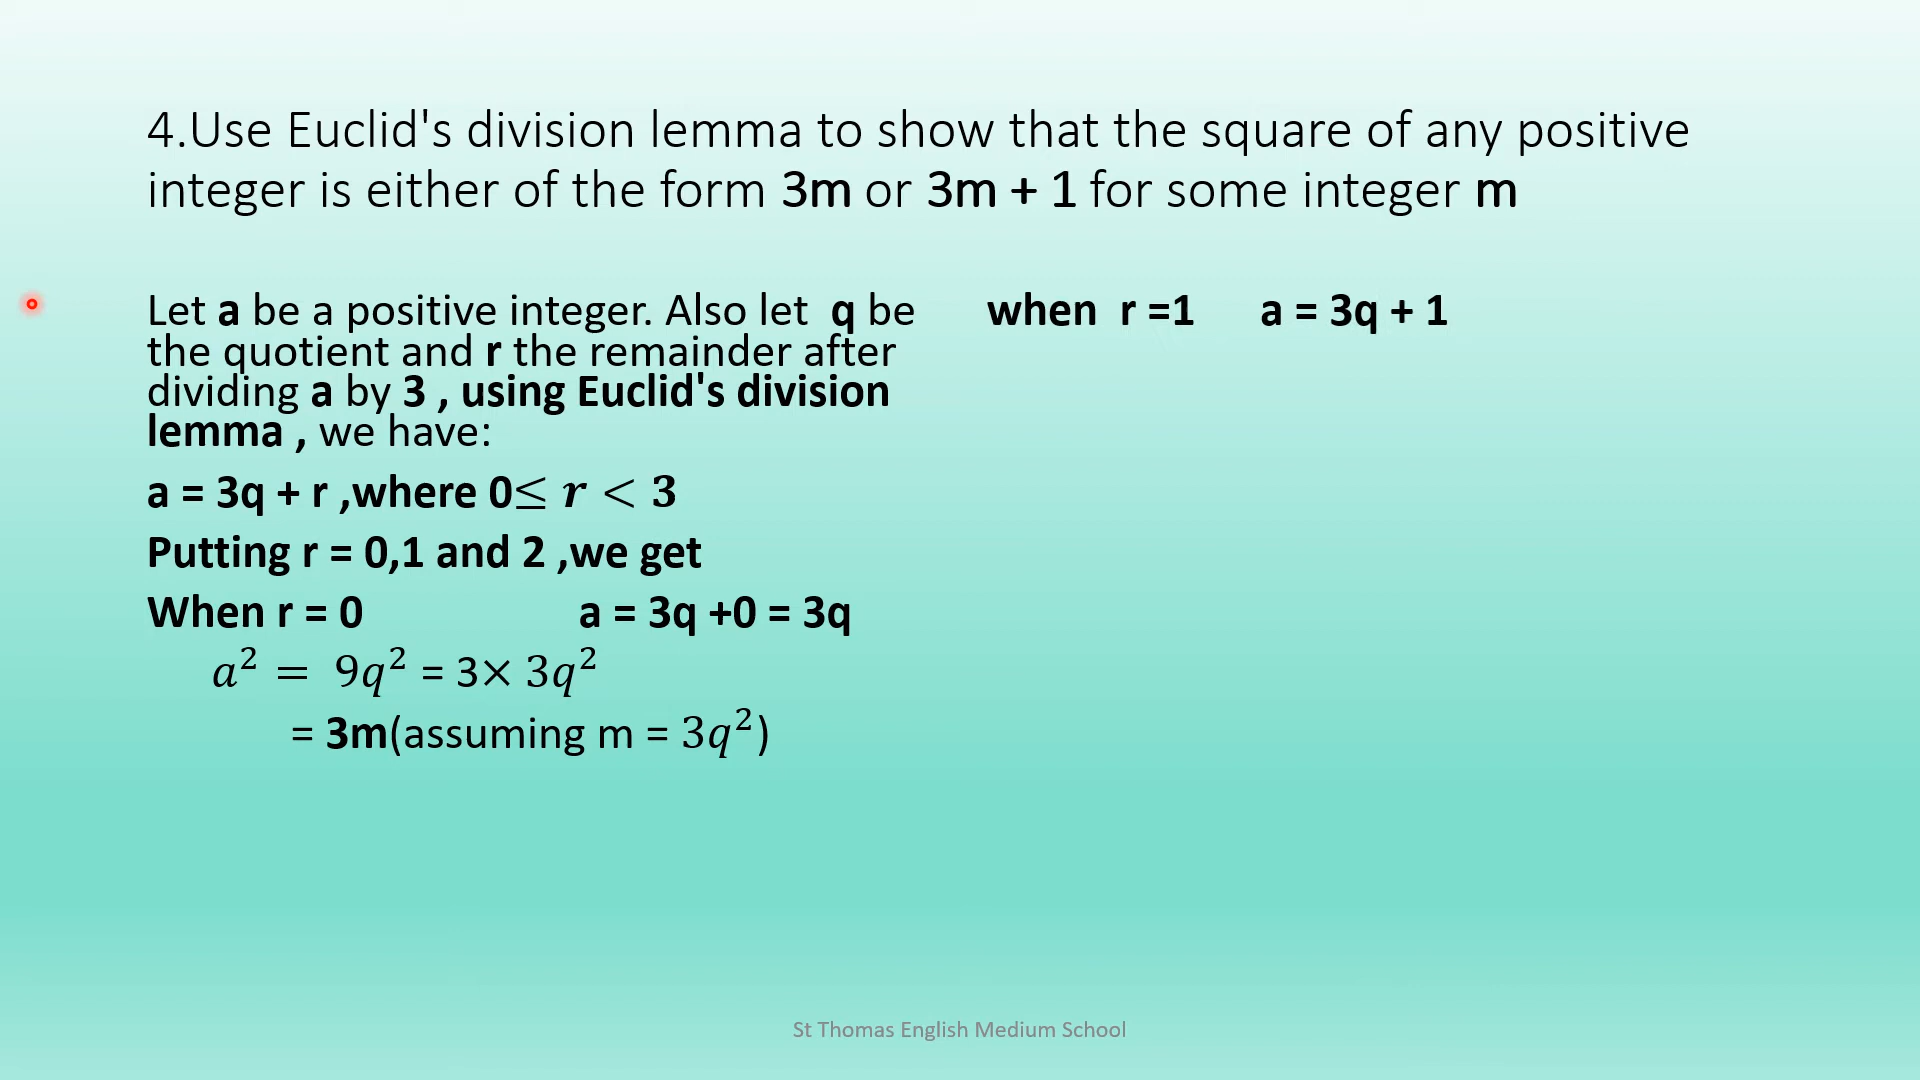 4.Use Euclid's division lemma to show that the square of any positive
integer is either of the form 3m or 3m + 1 for some integer m
Let a be a positive integer. Also let q be
the quotient and r the remainder after
dividing a by 3 , using Euclid's division
lemma , we have:
a = 3q + r ,where 0≤ r < 3
Putting r = 0,1 and 2 ,we get
When r = 0 a = 3q +0 = 3q
a² = 9q² = 3× 3q²
= 3m(assuming m = 3q²)
when r =1 a = 3q + 1
St Thomas English Medium School